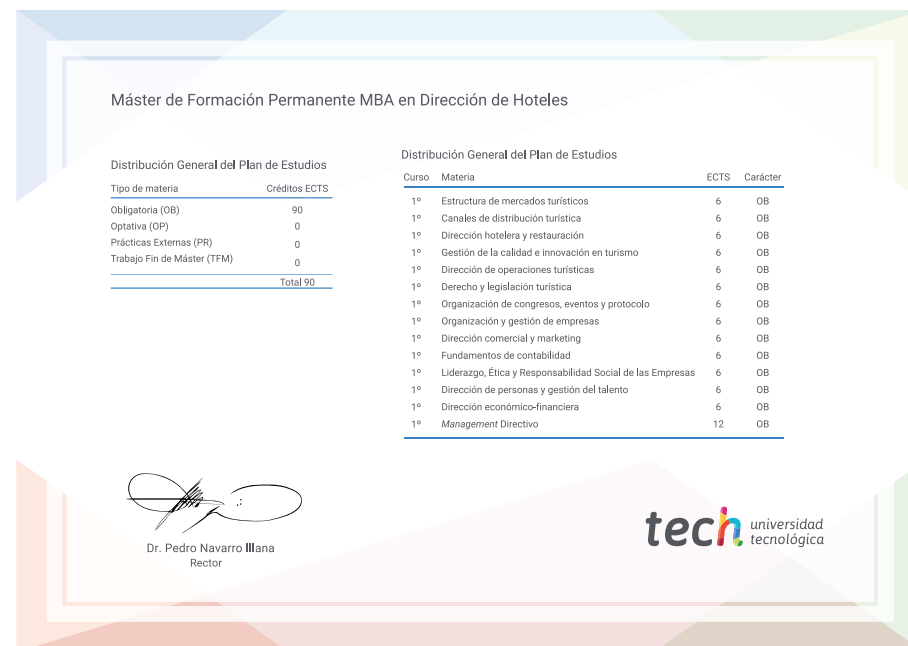 Máster de Formación Permanente MBA en Dirección de Hoteles
Distribución General del Plan de Estudios
Tipo de materia Créditos ECTS
Obligatoria (OB) 90
Optativa (OP) 0
Prácticas Externas (PR) 0
Trabajo Fin de Máster (TFM) 0
Total 90
Distribución General del Plan de Estudios
Curso Materia ECTS Carácter
1º Estructura de mercados turísticos 6 OB
1º Canales de distribución turística 6 OB
1º Dirección hotelera y restauración 6 OB
1º Gestión de la calidad e innovación en turismo 6 OB
1º Dirección de operaciones turísticas 6 OB
1º Derecho y legislación turística 6 OB
1º Organización de congresos, eventos y protocolo 6 OB
1º Organización y gestión de empresas 6 OB
1º Dirección comercial y marketing 6 OB
1º Fundamentos de contabilidad 6 OB
1º Liderazgo, Ética y Responsabilidad Social de las Empresas 6 OB
1º Dirección de personas y gestión del talento 6 OB
1º Dirección económico-financiera 6 OB
1º Management Directivo 12 OB
Dr. Pedro Navarro Illana
Rector
tech universidad
tecnológica